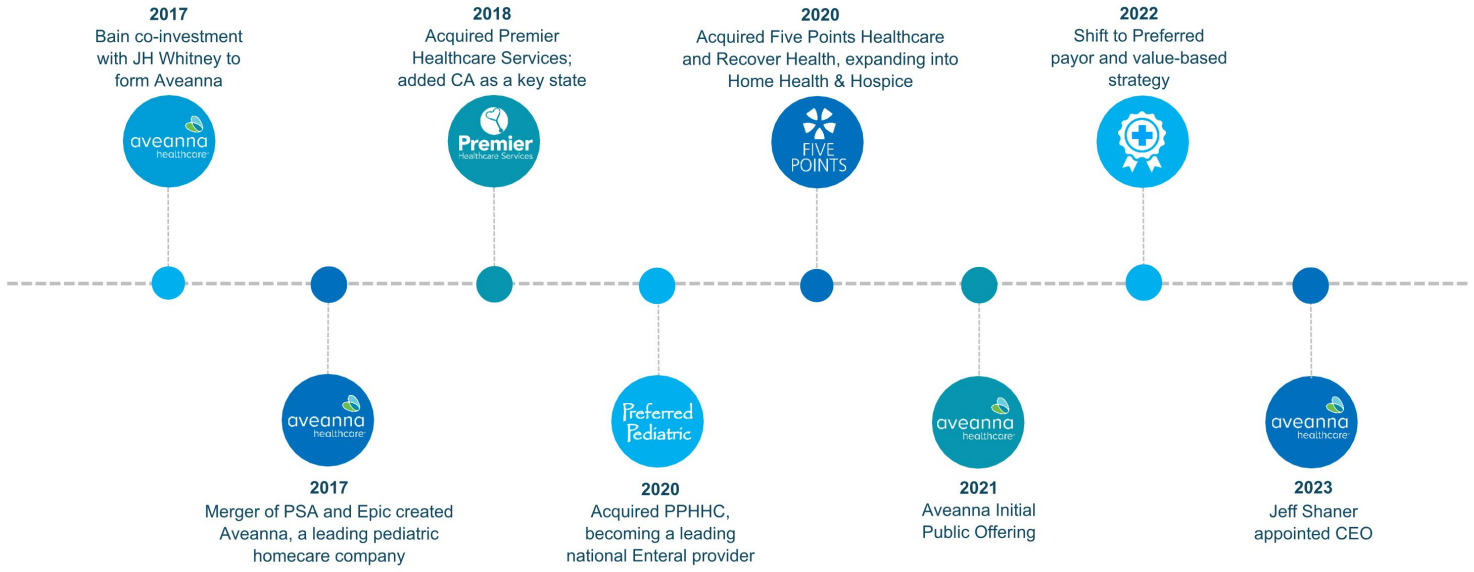 2017
Bain co-investment
with JH Whitney to
form Aveanna
aveanna
healthcare
2018
Acquired Premier
Healthcare Services;
added CA as a key state
Premier
Healthcare Services
2020
Acquired Five Points Healthcare
and Recover Health, expanding into
Home Health & Hospice
FIVE
POINTS
2022
Shift to Preferred
payor and value-based
strategy
aveanna
healthcare
2017
Merger of PSA and Epic created
Aveanna, a leading pediatric
homecare company
Preferred
Pediatric
2020
Acquired PPHHC,
becoming a leading
national Enteral provider
aveanna
healthcare
2021
Aveanna Initial
Public Offering
aveanna
healthcare
2023
Jeff Shaner
appointed CEO